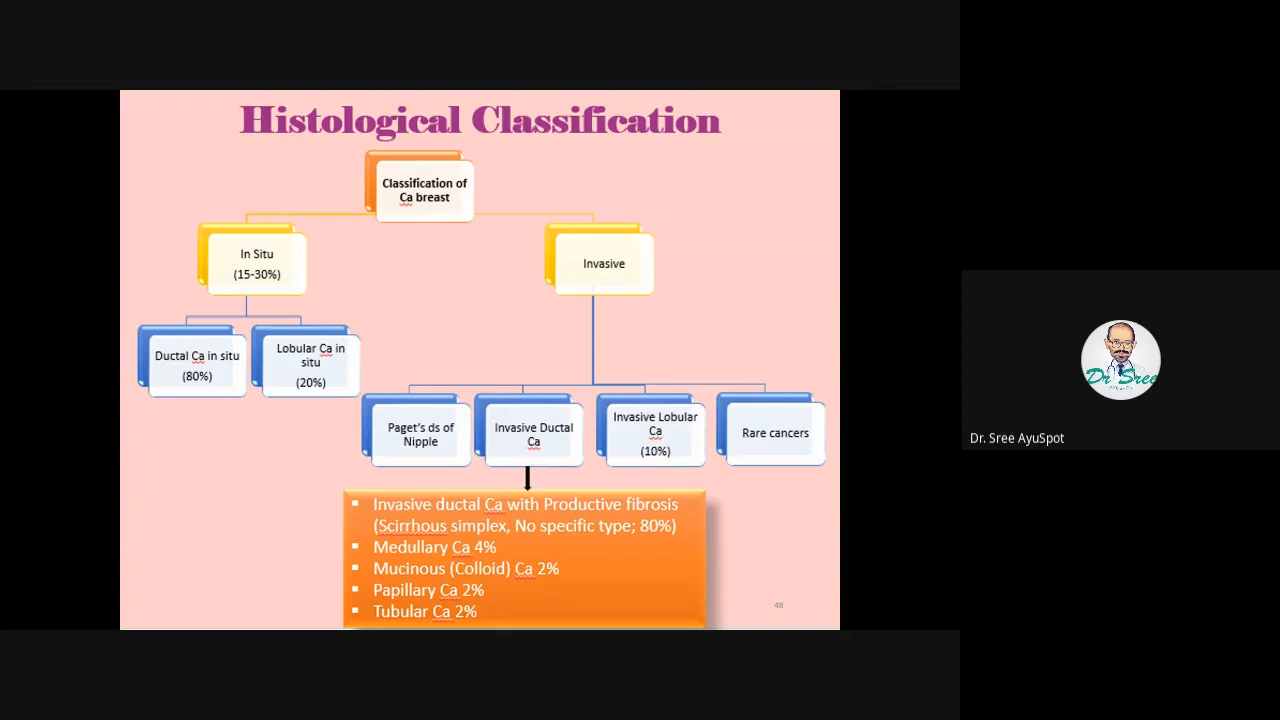 Histological Classification
Classification of
Ca breast
In Situ
(15-30%)
Invasive
Ductal Ca in situ
(80%)
Lobular Ca in
situ
(20%)
Paget's ds of
Nipple
Invasive Ductal
Ca
Invasive Lobular
Ca
(10%)
Rare cancers
▪ Invasive ductal Ca with Productive fibrosis
(Scirrhous simplex, No specific type; 80%)
▪ Medullary Ca 4%
▪ Mucinous (Colloid) Ca 2%
▪ Papillary Ca 2%
▪ Tubular Ca 2%
48
Dr Sree
Dr. Sree AyuSpot